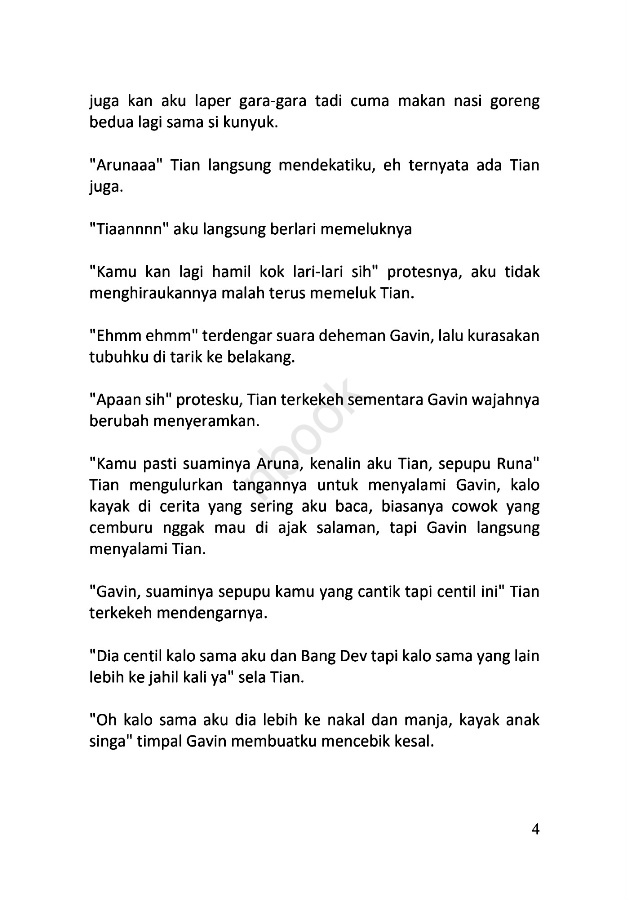 juga kan aku laper gara-gara tadi cuma makan nasi goreng
bedua lagi sama si kunyuk.
"Arunaaa" Tian langsung mendekatiku, eh ternyata ada Tian
juga.
"Tiaannnn" aku langsung berlari memeluknya
"Kamu kan lagi hamil kok lari-lari sih" protesnya, aku tidak
menghiraukannya malah terus memeluk Tian.
"Ehmm ehmm" terdengar suara deheman Gavin, lalu kurasakan
tubuhku di tarik ke belakang.
"Apaan sih" protesku, Tian terkekeh sementara Gavin wajahnya
berubah menyeramkan.
"Kamu pasti suaminya Aruna, kenalin aku Tian, sepupu Runa"
Tian mengulurkan tangannya untuk menyalami Gavin, kalo
kayak di cerita yang sering aku baca, biasanya cowok yang
cemburu nggak mau di ajak salaman, tapi Gavin langsung
menyalami Tian.
"Gavin, suaminya sepupu kamu yang cantik tapi centil ini" Tian
terkekeh mendengarnya.
"Dia centil kalo sama aku dan Bang Dev tapi kalo sama yang lain
lebih ke jahil kali ya" sela Tian.
"Oh kalo sama aku dia lebih ke nakal dan manja, kayak anak
singa" timpal Gavin membuatku mencebik kesal.
4